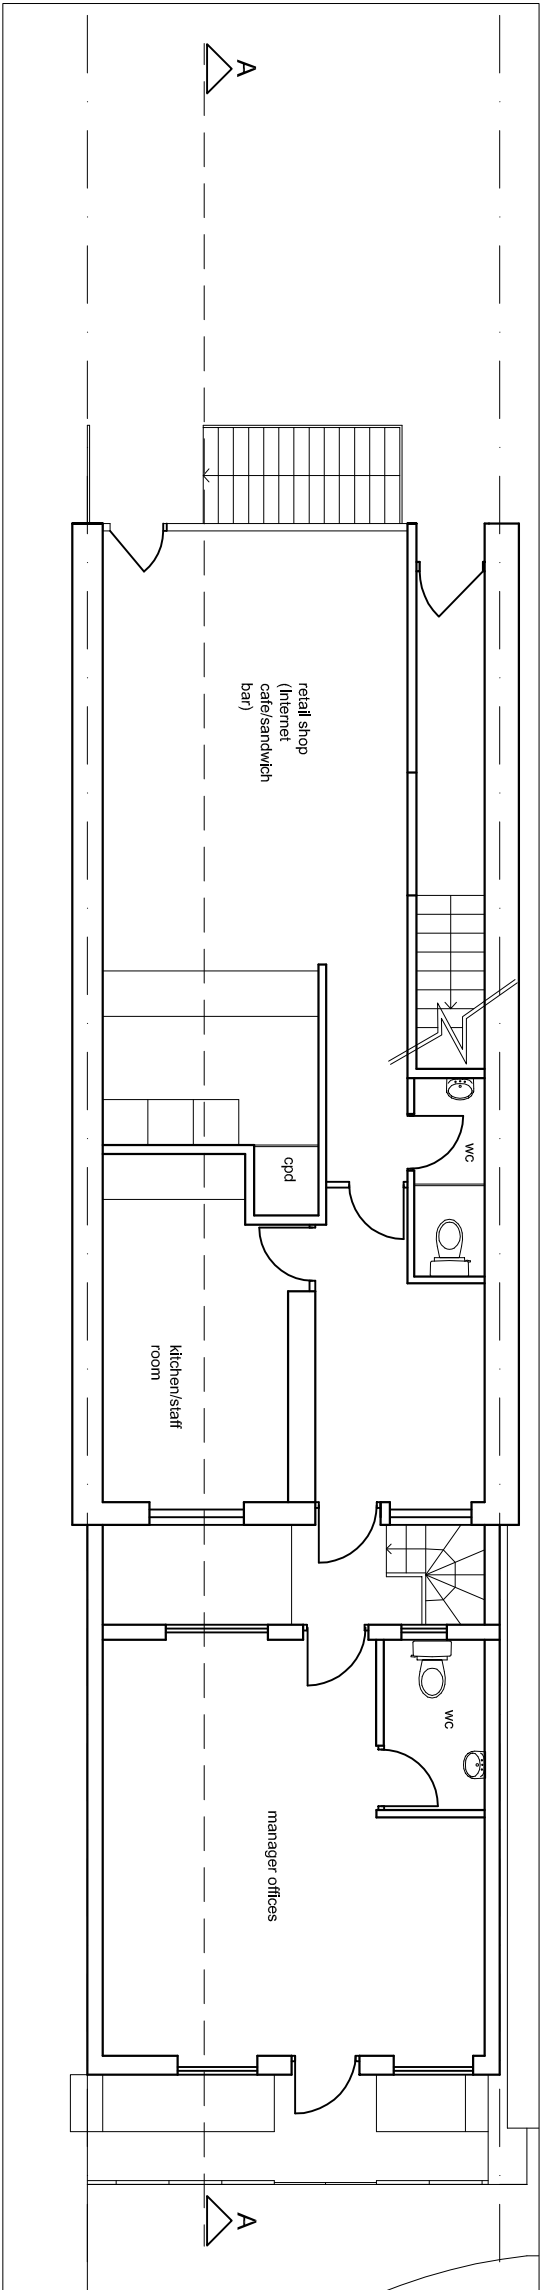 A
retail shop
(Internet
cafe/sandwich
bar)
wc
cpd
kitchen/staff
room
wc
manager offices
A